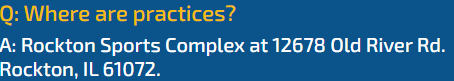 Q: Where are practices?
A: Rockton Sports Complex at 12678 Old River Rd.
Rockton, IL 61072.